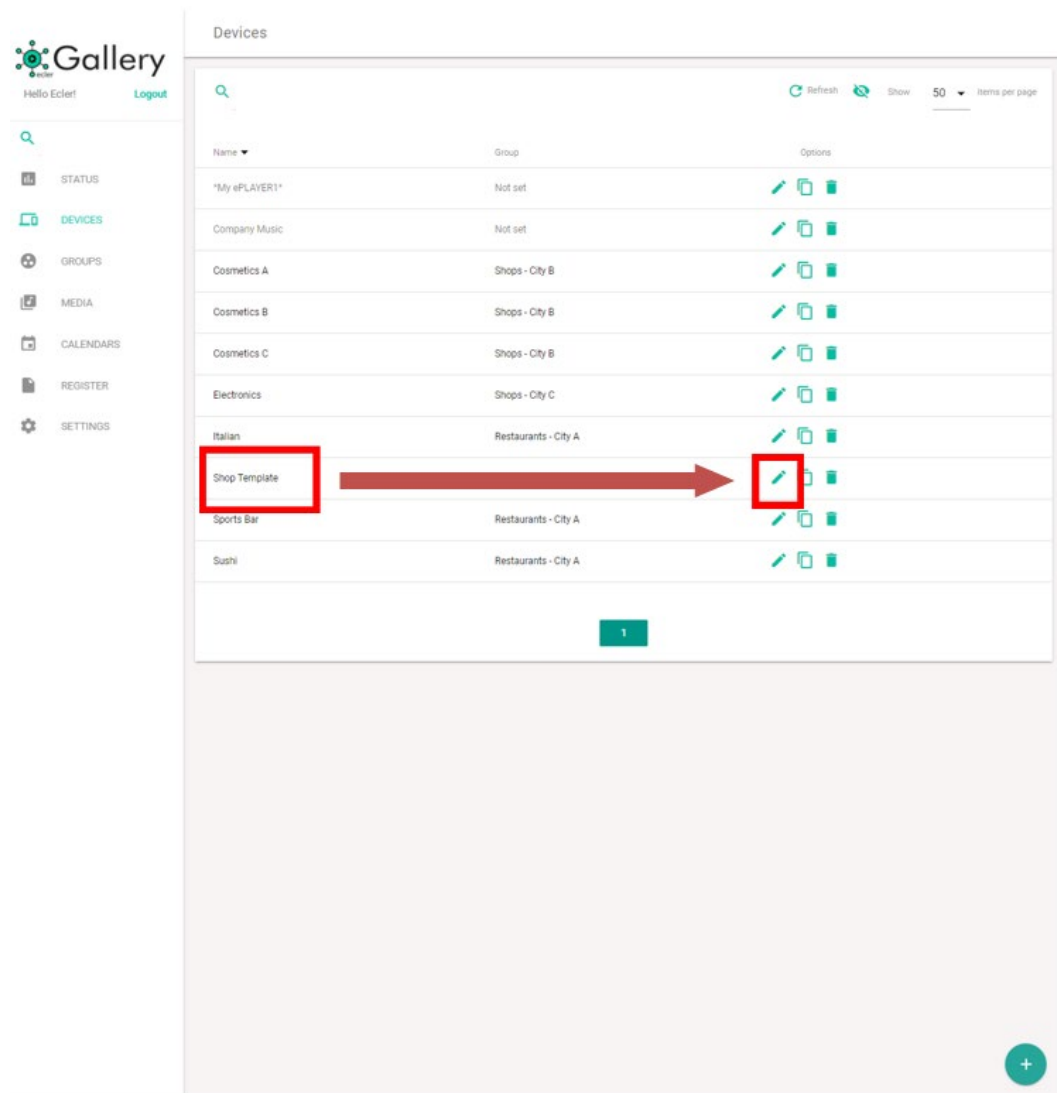 Devices
Gallery
ecler
Hello Ecler! Logout
Refresh Show 50 items per page
STATUS
DEVICES
GROUPS
MEDIA
CALENDARS
REGISTER
SETTINGS
Name Group Options
*My ePLAYER1* Not set
Company Music Not set
Cosmetics A Shops - City B
Cosmetics B Shops - City B
Cosmetics C Shops - City B
Electronics Shops - City C
Italian Restaurants - City A
Shop Template
Sports Bar Restaurants - City A
Sushi Restaurants - City A
1